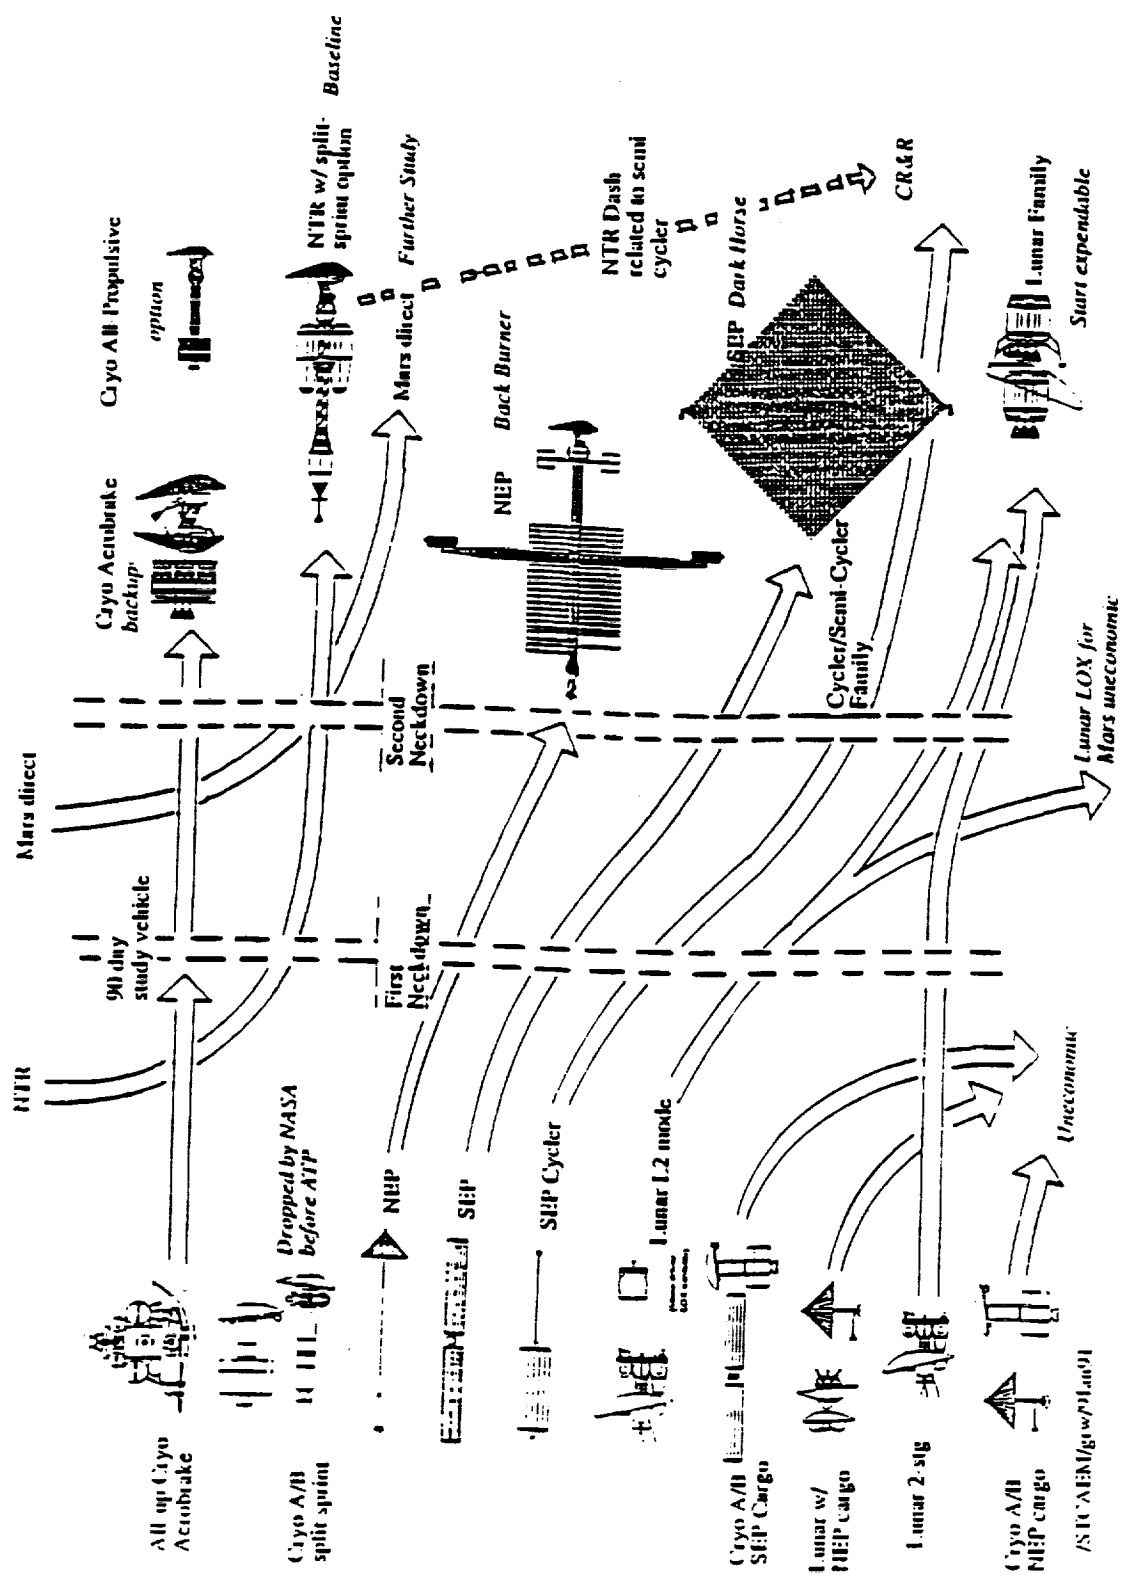 All up Cryo
Aerobrake
Cryo A/B
split sprint
Cryo A/B
SEP Cargo
Lunar w/
NEP cargo
Lunar 2-stg
Cryo A/B
NEP cargo
Dropped by NASA
before ATP
NEP
SEP
SEP Cycler
Lunar L2 mode
Uneconomic
NTR
90 day
study vehicle
First
Neckdown
Mars direct
Second
Neckdown
Lunar LOX for
Mars uneconomic
Cryo Aerobrake
backup
Cryo All-Propulsive
option
NTR w/ split-
sprint option
Baseline
Mars direct
Further Study
NEP
Back Burner
NTR Dash
related to semi
cycler
SEP
Dark Horse
Cycler/Semi-Cycler
Family
CR&R
Lunar Family
Start expendable